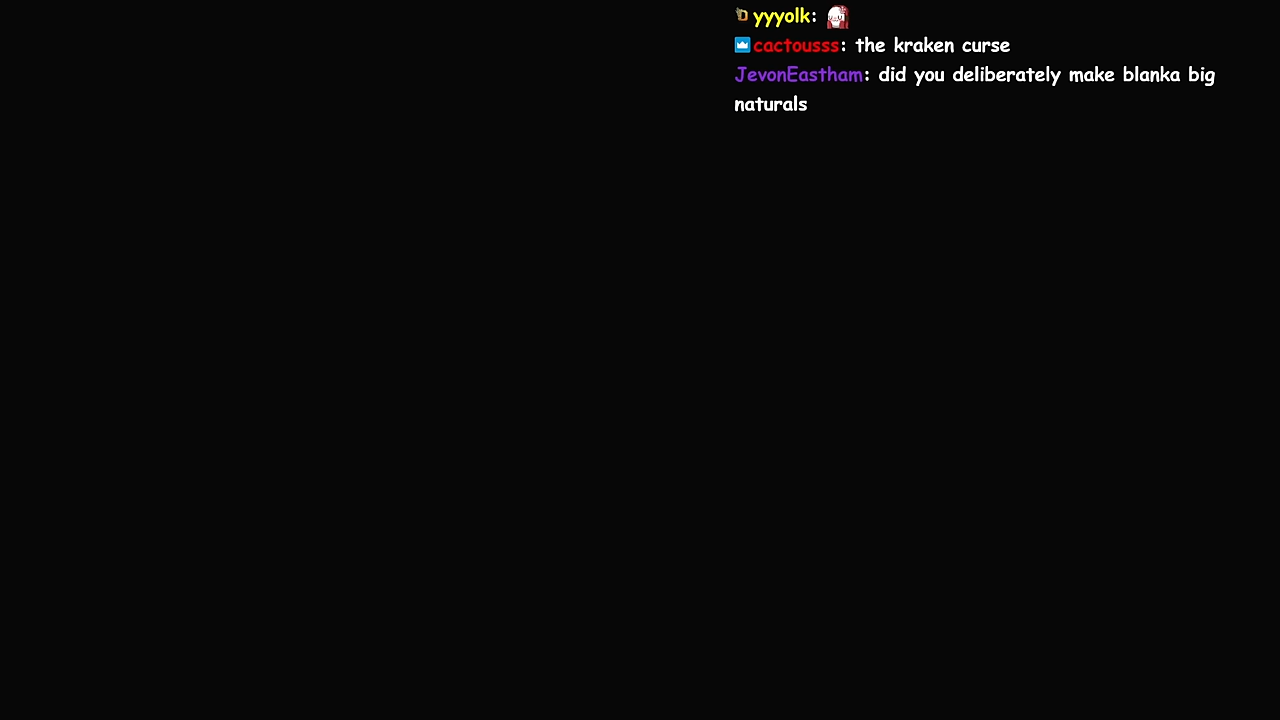 yyyolk:
cactousss: the kraken curse
JevonEastham: did you deliberately make blanka big
naturals